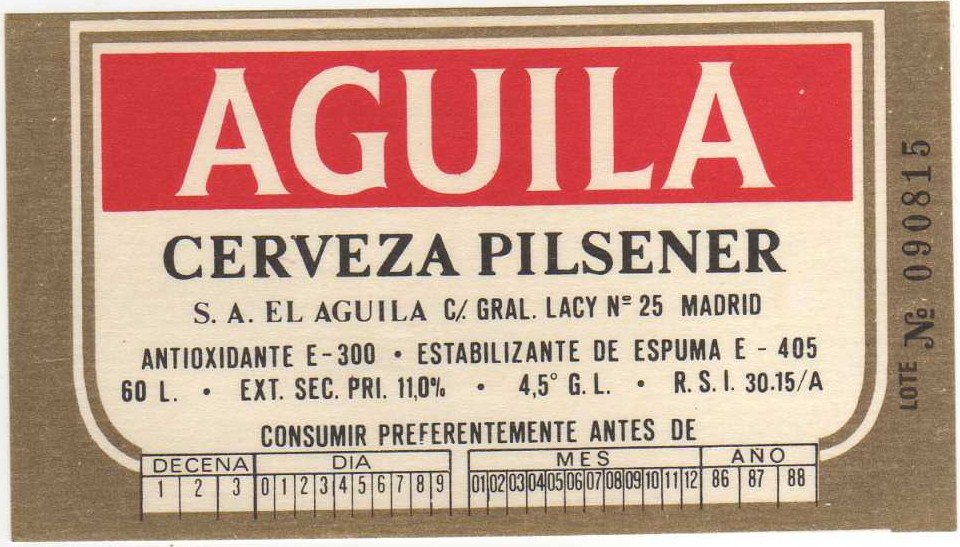 AGUILA
CERVEZA PILSENER
S. A. EL AGUILA C/. GRAL. LACY Nº 25 MADRID
ANTIOXIDANTE E-300 • ESTABILIZANTE DE ESPUMA E - 405
60 L. • EXT. SEC. PRI. 11,0% • 4,5° G.L. • R.S.I. 30.15/A
CONSUMIR PREFERENTEMENTE ANTES DE
DECENA DIA MES AÑO
1 2 3 0 1 2 3 4 5 6 7 8 9 01 02 03 04 05 06 07 08 09 10 11 12 86 87 88
LOTE Nº 090815